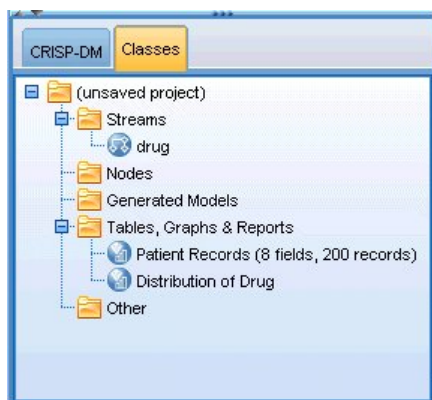 CRISP-DM Classes
(unsaved project)
Streams
drug
Nodes
Generated Models
Tables, Graphs & Reports
Patient Records (8 fields, 200 records)
Distribution of Drug
Other